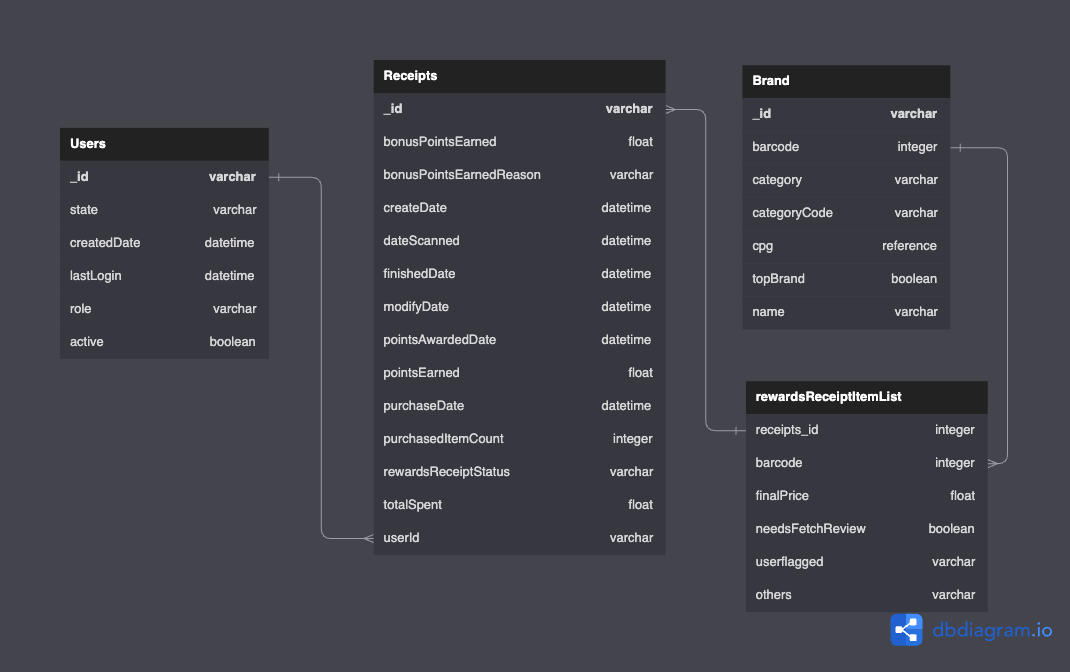 Users
_id varchar
state varchar
createdDate datetime
lastLogin datetime
role varchar
active boolean
Receipts
_id varchar
bonusPointsEarned float
bonusPointsEarnedReason varchar
createDate datetime
dateScanned datetime
finishedDate datetime
modifyDate datetime
pointsAwardedDate datetime
pointsEarned float
purchaseDate datetime
purchasedItemCount integer
rewardsReceiptStatus varchar
totalSpent float
userId varchar
Brand
_id varchar
barcode integer
category varchar
categoryCode varchar
cpg reference
topBrand boolean
name varchar
rewardsReceiptItemList
receipts_id integer
barcode integer
finalPrice float
needsFetchReview boolean
userflagged varchar
others varchar
dbdiagram.io